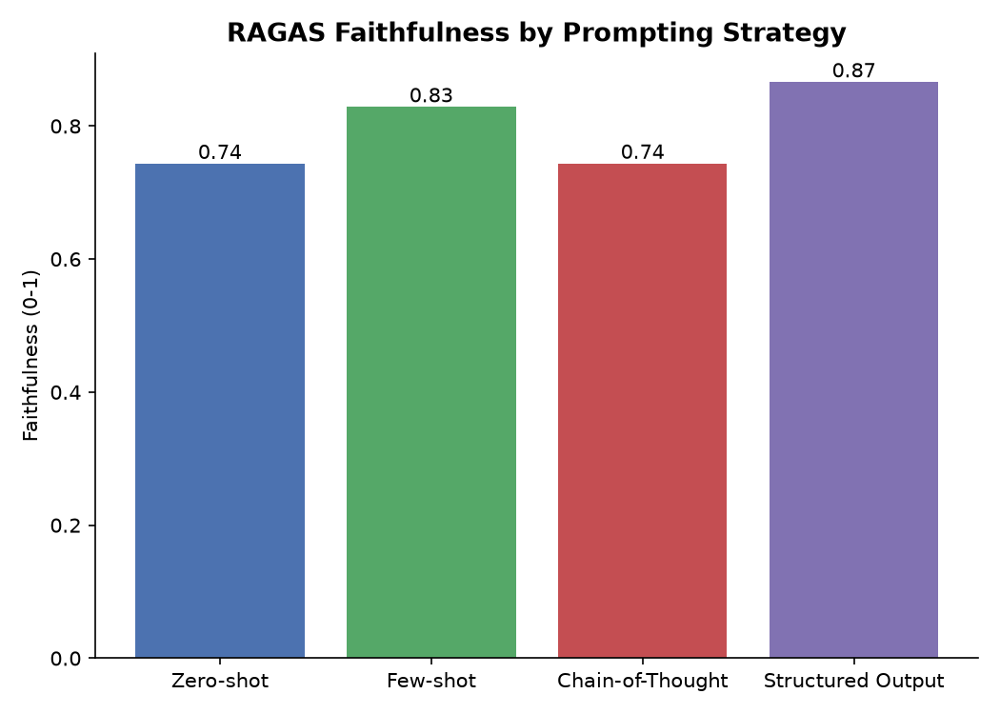 RAGAS Faithfulness by Prompting Strategy
0.87
0.83
0.8
0.74
0.74
0.6
Faithfulness (0-1)
0.4
0.2
0.0
Zero-shot
Few-shot
Chain-of-Thought
Structured Output